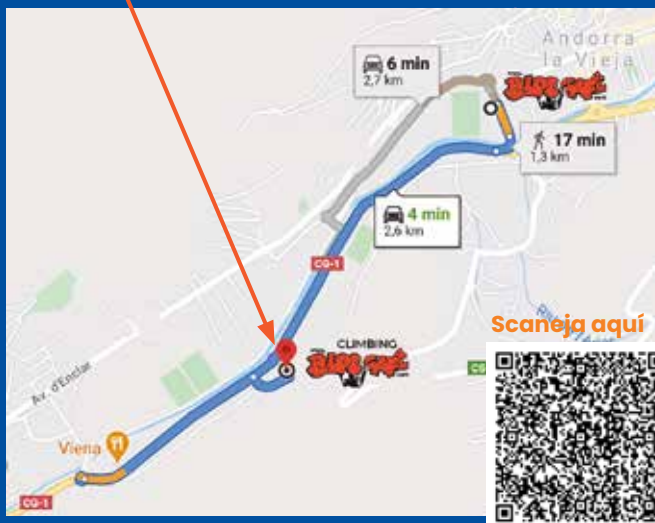 Andorra
la Vieja
6 min
2,7 km
17 min
1,3 km
4 min
2,6 km
CG-1
Scaneja aquí
CLIMBING
Av. d'Enclar
Viena
CG-1